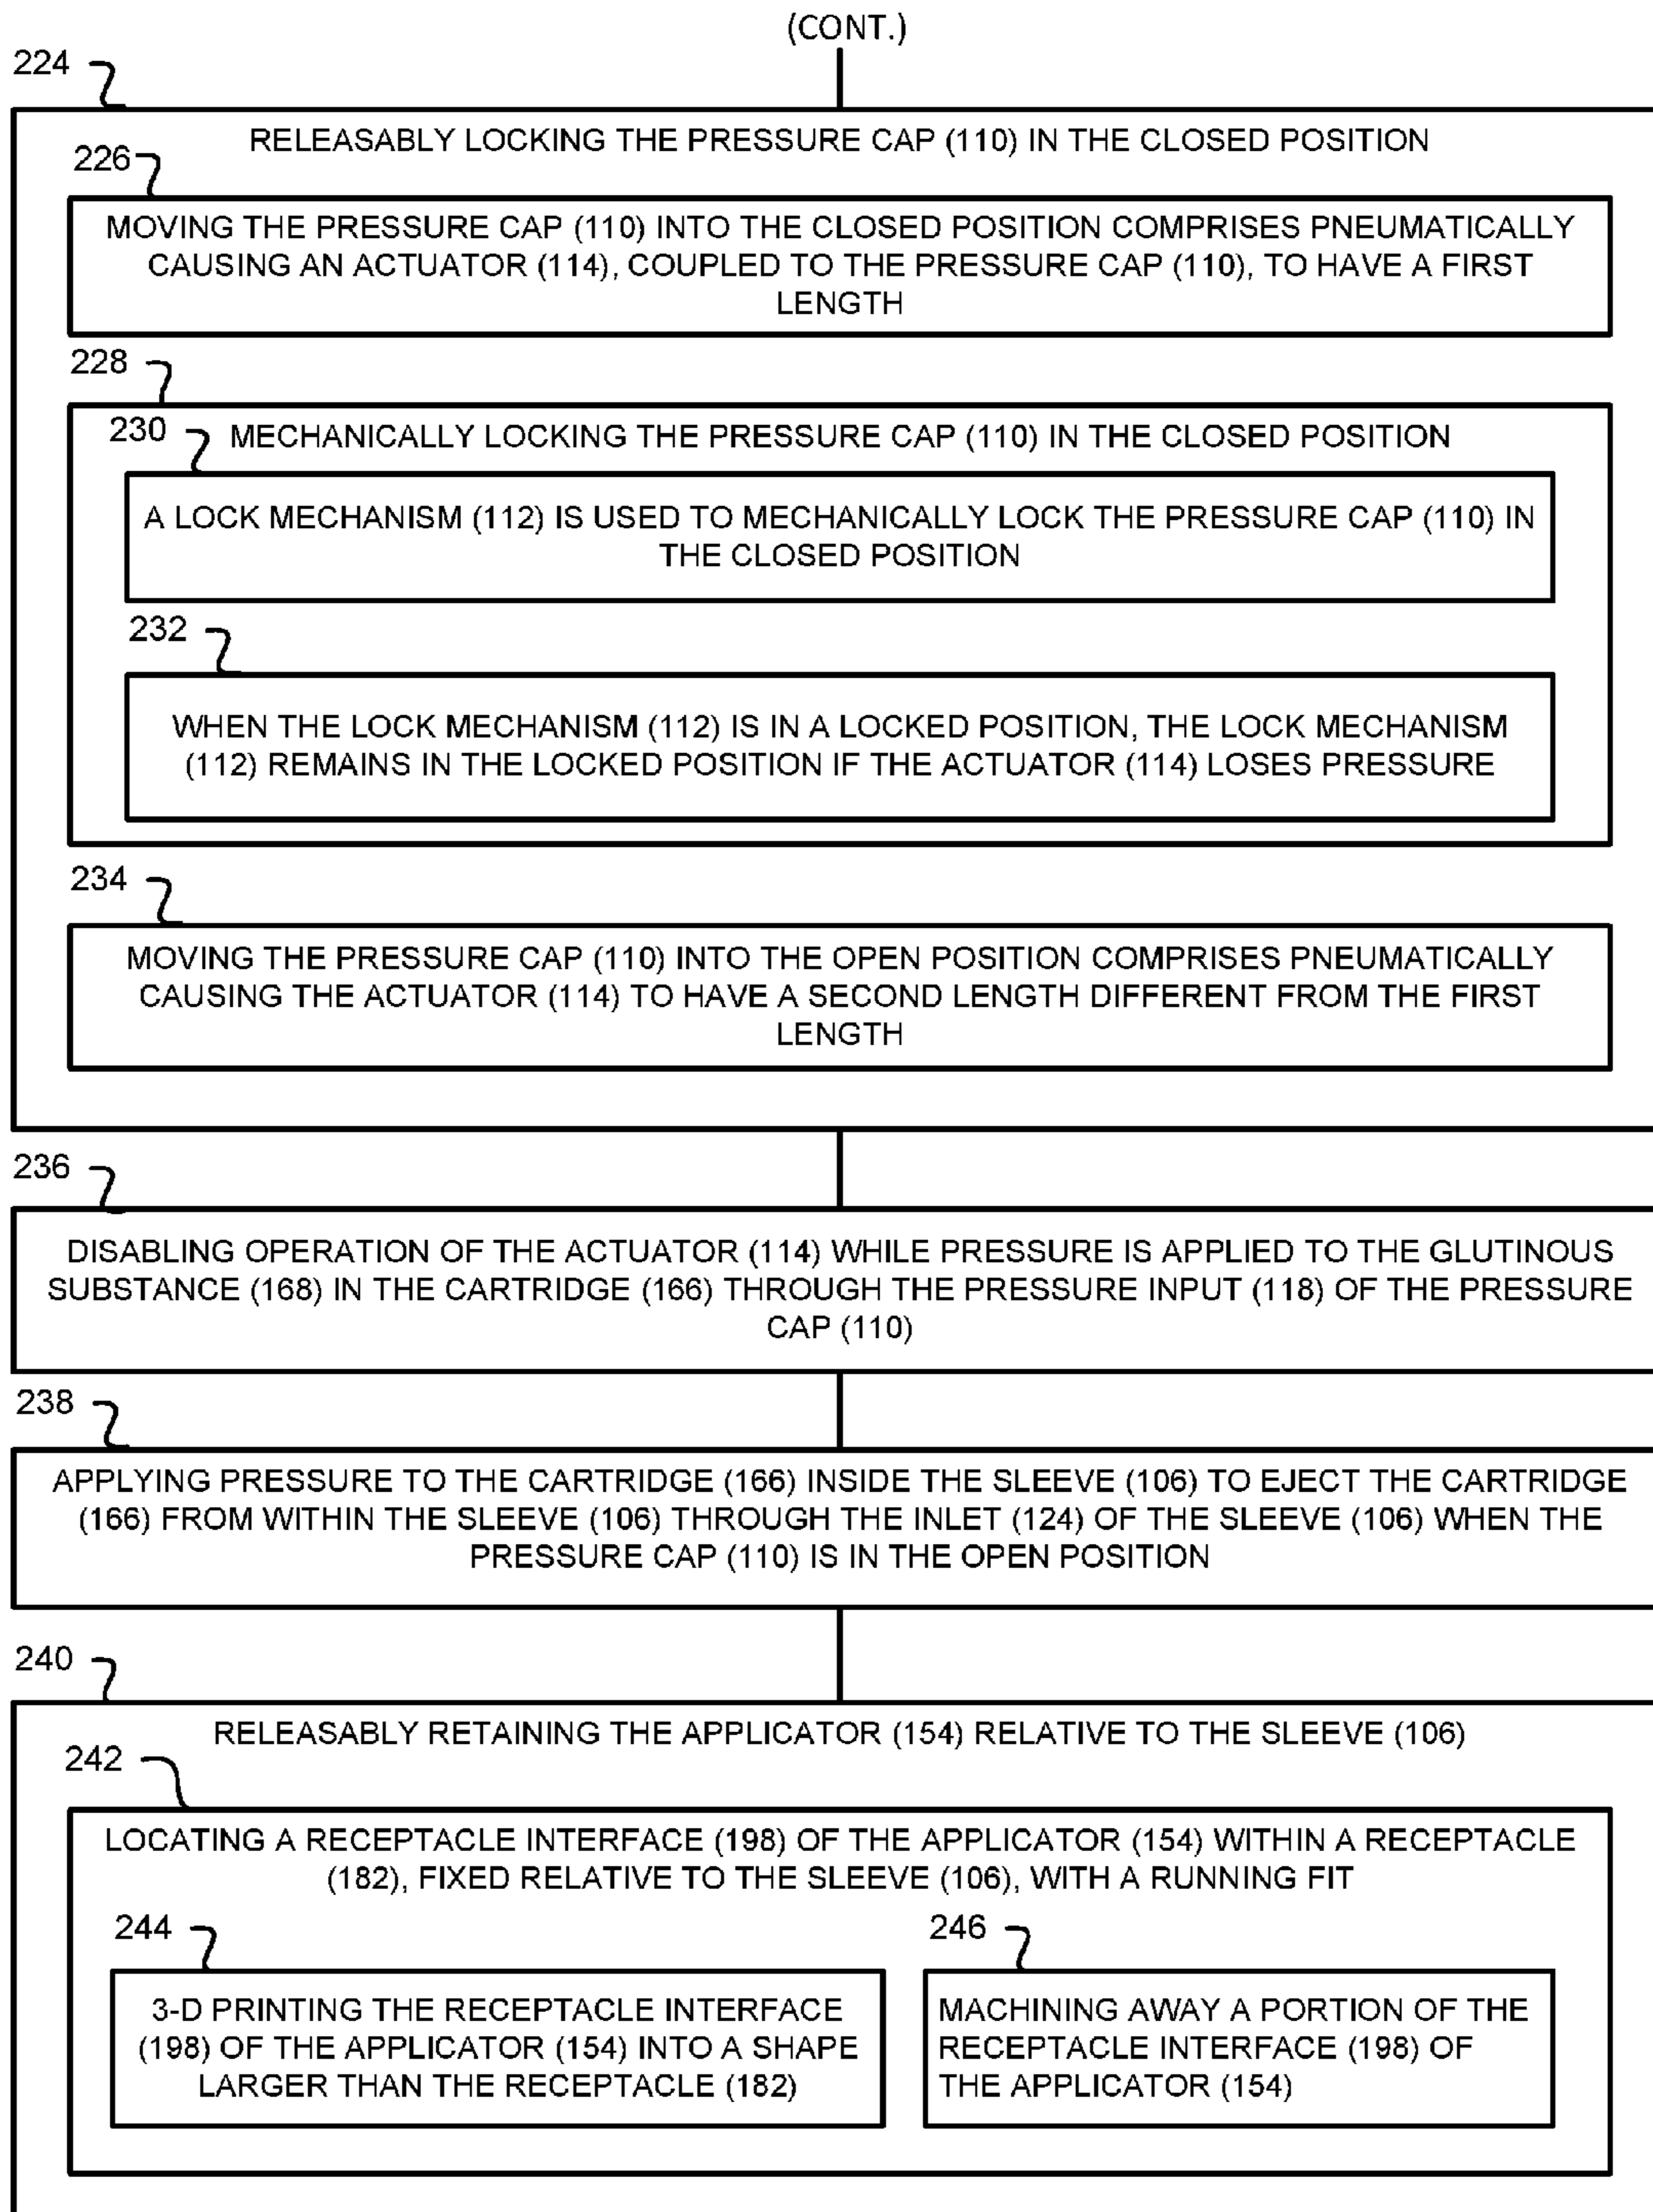 (CONT.)
224
RELEASABLY LOCKING THE PRESSURE CAP (110) IN THE CLOSED POSITION
226
MOVING THE PRESSURE CAP (110) INTO THE CLOSED POSITION COMPRISES PNEUMATICALLY
CAUSING AN ACTUATOR (114), COUPLED TO THE PRESSURE CAP (110), TO HAVE A FIRST
LENGTH
228
230
MECHANICALLY LOCKING THE PRESSURE CAP (110) IN THE CLOSED POSITION
A LOCK MECHANISM (112) IS USED TO MECHANICALLY LOCK THE PRESSURE CAP (110) IN
THE CLOSED POSITION
232
WHEN THE LOCK MECHANISM (112) IS IN A LOCKED POSITION, THE LOCK MECHANISM
(112) REMAINS IN THE LOCKED POSITION IF THE ACTUATOR (114) LOSES PRESSURE
234
MOVING THE PRESSURE CAP (110) INTO THE OPEN POSITION COMPRISES PNEUMATICALLY
CAUSING THE ACTUATOR (114) TO HAVE A SECOND LENGTH DIFFERENT FROM THE FIRST
LENGTH
236
DISABLING OPERATION OF THE ACTUATOR (114) WHILE PRESSURE IS APPLIED TO THE GLUTINOUS
SUBSTANCE (168) IN THE CARTRIDGE (166) THROUGH THE PRESSURE INPUT (118) OF THE PRESSURE
CAP (110)
238
APPLYING PRESSURE TO THE CARTRIDGE (166) INSIDE THE SLEEVE (106) TO EJECT THE CARTRIDGE
(166) FROM WITHIN THE SLEEVE (106) THROUGH THE INLET (124) OF THE SLEEVE (106) WHEN THE
PRESSURE CAP (110) IS IN THE OPEN POSITION
240
RELEASABLY RETAINING THE APPLICATOR (154) RELATIVE TO THE SLEEVE (106)
242
LOCATING A RECEPTACLE INTERFACE (198) OF THE APPLICATOR (154) WITHIN A RECEPTACLE
(182), FIXED RELATIVE TO THE SLEEVE (106), WITH A RUNNING FIT
244
3-D PRINTING THE RECEPTACLE INTERFACE
(198) OF THE APPLICATOR (154) INTO A SHAPE
LARGER THAN THE RECEPTACLE (182)
246
MACHINING AWAY A PORTION OF THE
RECEPTACLE INTERFACE (198) OF
THE APPLICATOR (154)